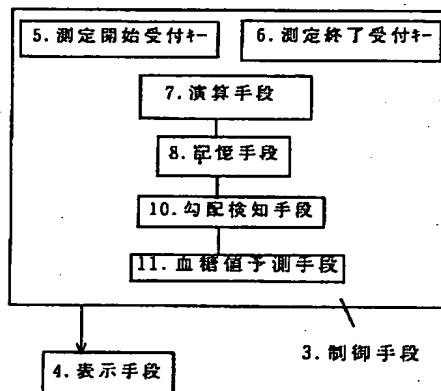 5. 測定開始受付キー
6. 測定終了受付キー
7. 演算手段
8. 記憶手段
10. 勾配検知手段
11. 血糖値予測手段
3. 制御手段
4. 表示手段